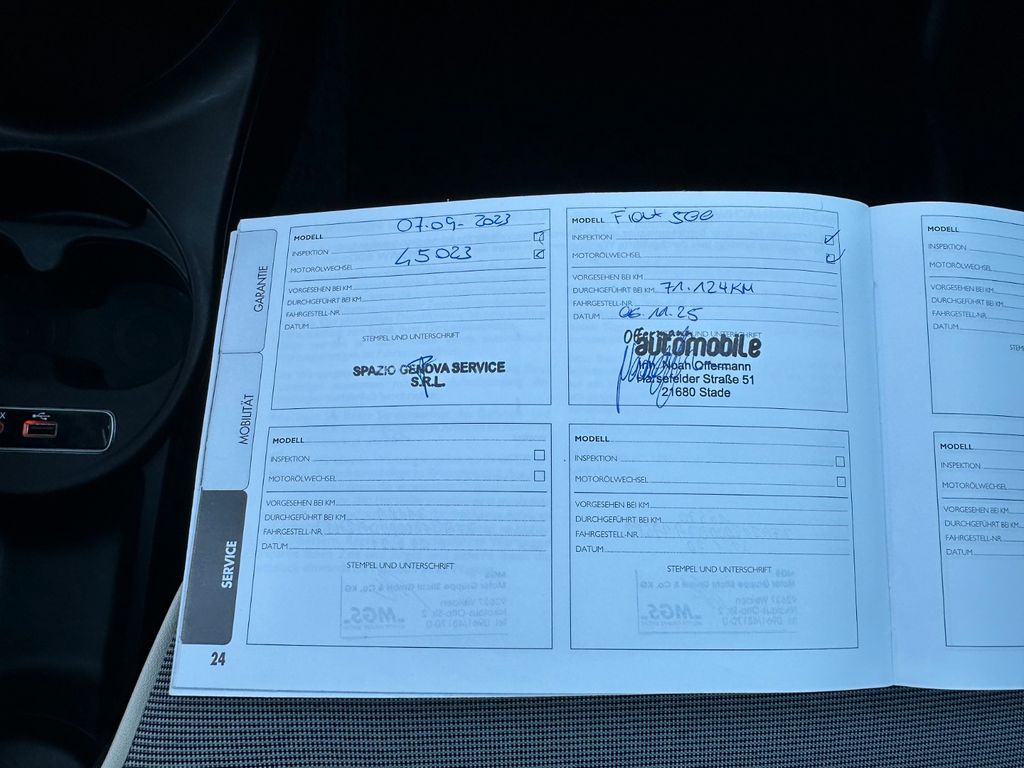 GARANTIE
MOBILITÄT
SERVICE
MODELL 07.09-2023
INSPEKTION
45023
MOTORÖLWECHSEL
VORGESEHEN BEI KM
DURCHGEFÜHRT BEI KM
FAHRGESTELL-NR.
DATUM
STEMPEL UND UNTERSCHRIFT
SPAZIO GENOVA SERVICE
S.R.L.
MODELL Fiat 500
INSPEKTION
MOTORÖLWECHSEL
VORGESEHEN BEI KM
DURCHGEFÜHRT BEI KM 71.124KM
FAHRGESTELL-NR.
DATUM 06.11.25
STEMPEL UND UNTERSCHRIFT
automobile
Inh. Noah Offermann
Harsefelder Straße 51
21680 Stade
MODELL
INSPEKTION
MOTORÖLWECHSEL
VORGESEHEN BEI KM
DURCHGEFÜHRT BEI KM
FAHRGESTELL-NR.
DATUM
STEMPEL UND UNTERSCHRIFT
MODELL
INSPEKTION
MOTORÖLWECHSEL
VORGESEHEN BEI KM
DURCHGEFÜHRT BEI KM
FAHRGESTELL-NR.
DATUM
STEMPEL UND UNTERSCHRIFT
24
MODELL
INSPEKTION
MOTORÖLWECHSEL
VORGESEHEN BEI KM
DURCHGEFÜHRT BEI KM
FAHRGESTELL-NR.
DATUM
MODELL
INSPEKTION
MOTORÖLWECHSEL
VORGESEHEN BEI KM
DURCHGEFÜHRT BEI KM
FAHRGESTELL-NR.
DATUM